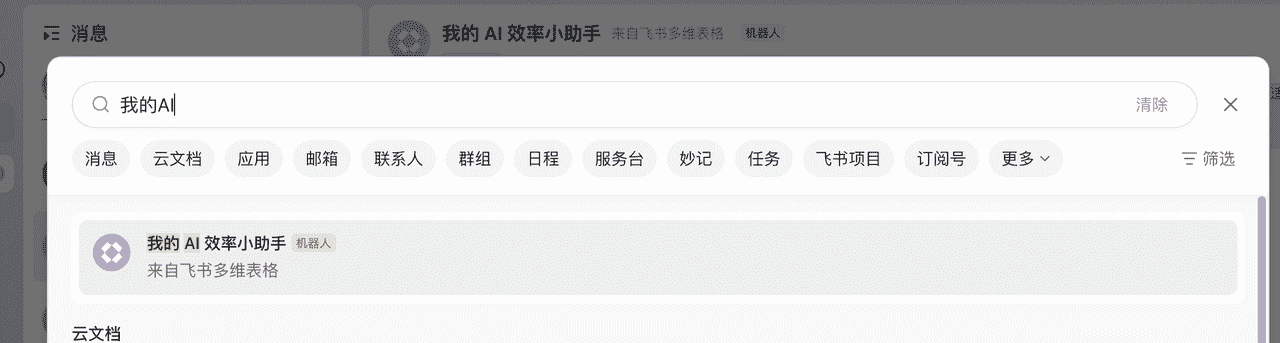 消息
我的 AI 效率小助手 来自飞书多维表格 机器人
我的AI 清除
消息 云文档 应用 邮箱 联系人 群组 日程 服务台 妙记 任务 飞书项目 订阅号 更多 筛选
我的 AI 效率小助手 机器人
来自飞书多维表格
云文档